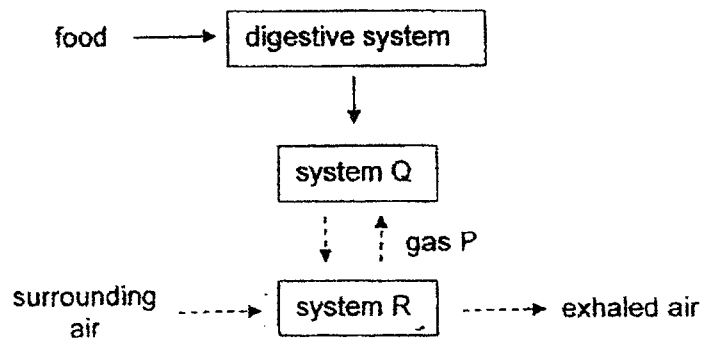 food
digestive system
system Q
gas P
surrounding
air
system R
exhaled air